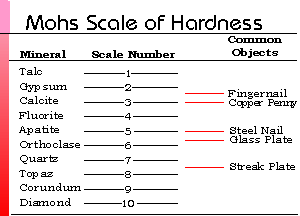 Mohs Scale of Hardness
Mineral Scale Number Common Objects
Talc 1
Gypsum 2
Fingernail
Calcite 3
Copper Penny
Fluorite 4
Apatite 5
Steel Nail
Orthoclase 6
Glass Plate
Quartz 7
Streak Plate
Topaz 8
Corundum 9
Diamond 10